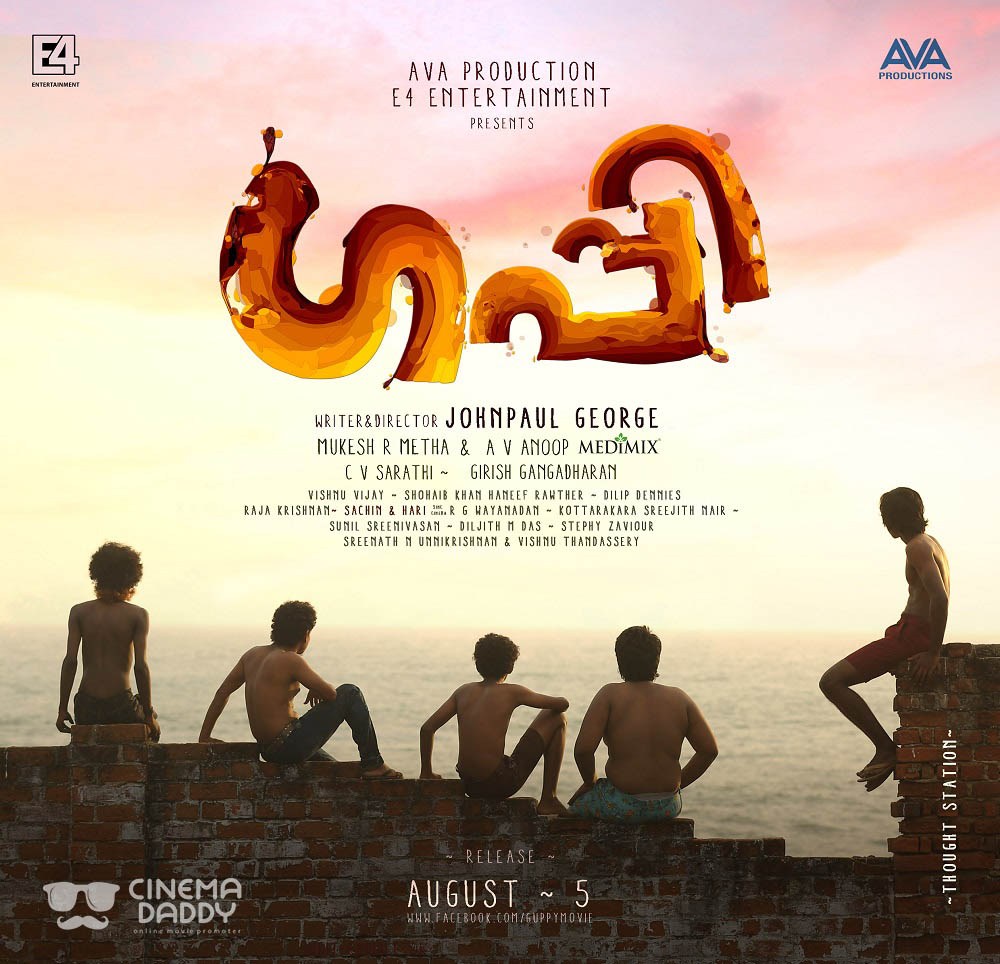 E4
ENTERTAINMENT
AVA
PRODUCTIONS
AVA PRODUCTION
E4 ENTERTAINMENT
PRESENTS
ഗപ്പി
WRITER&DIRECTOR JOHNPAUL GEORGE
MUKESH R METHA & A V ANOOP MEDIMIX
C V SARATHI ~ GIRISH GANGADHARAN
VISHNU VIJAY ~ SHOHAIB KHAN HANEEF RAWTHER ~ DILIP DENNIES
RAJA KRISHNAN~ SACHIN & HARI SYNC CINEMA R G WAYANADAN ~ KOTTARAKARA SREEJITH NAIR ~
SUNIL SREENIVASAN ~ DILJITH M DAS ~ STEPHY ZAVIOUR
SREENATH N UNNIKRISHNAN & VISHNU THANDASSERY
~THOUGHT STATION~
~ RELEASE ~
AUGUST ~ 5
WWW.FACEBOOK.COM/GUPPYMOVIE
CINEMA
DADDY
online movie promoter